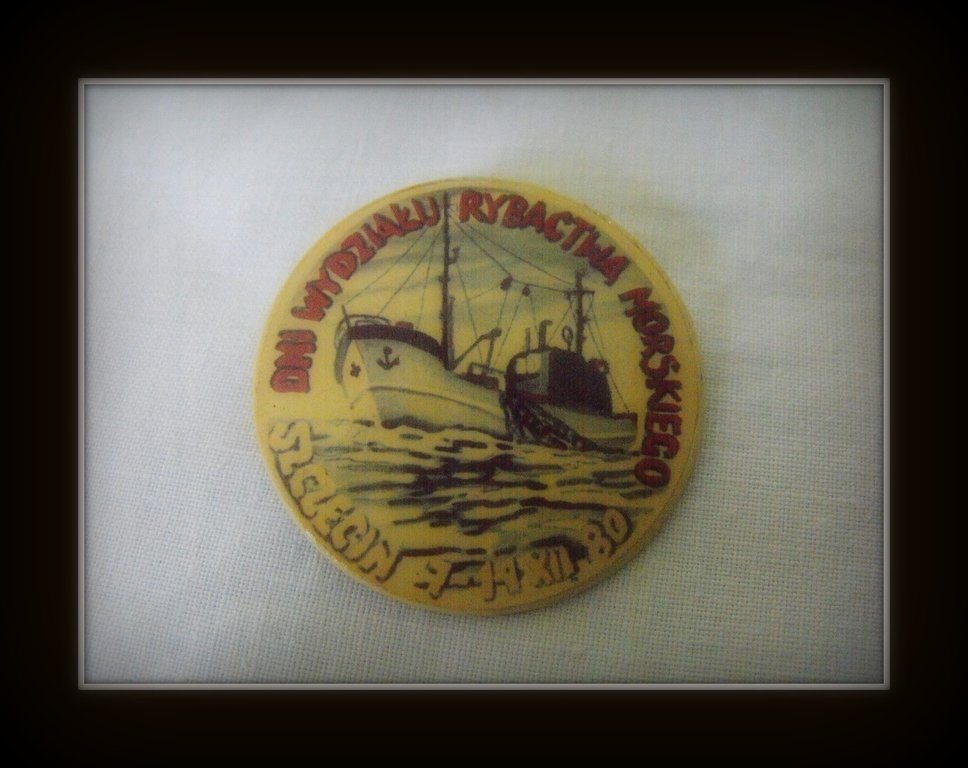 DNI WYDZIAŁU RYBACTWA MORSKIEGO
SZCZECIN XII 80